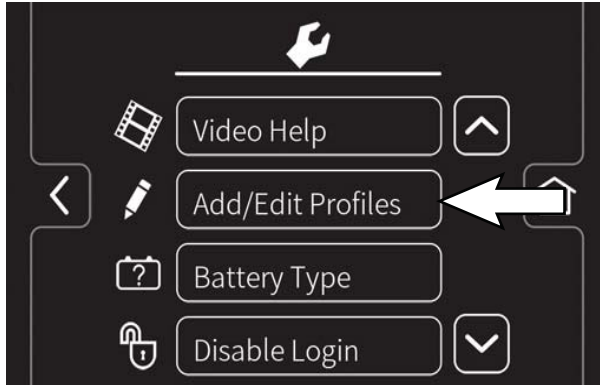 Video Help
Add/Edit Profiles
Battery Type
Disable Login